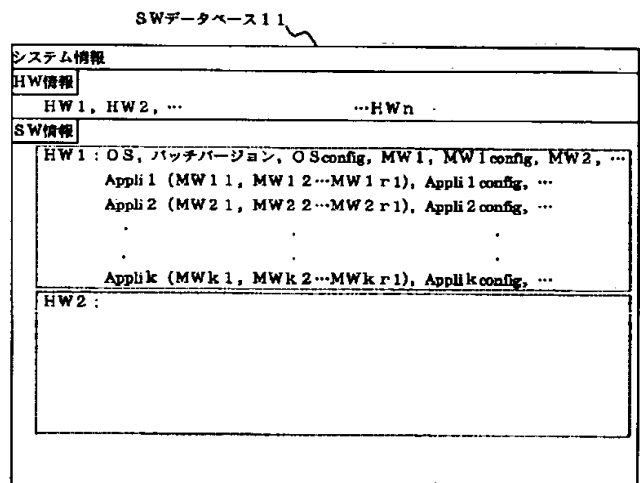 SWデータベース11
システム情報
HW情報
HW1, HW2, … …HWn
SW情報
HW1:OS, パッチバージョン, OSconfig, MW1, MW1config, MW2, …
Appli1 (MW11, MW12…MW1r1), Appli1config, …
Appli2 (MW21, MW22…MW2r1), Appli2config, …
・ ・ ・
・ ・ ・
Applik (MWk1, MWk2…MWkr1), Applikconfig, …
HW2: